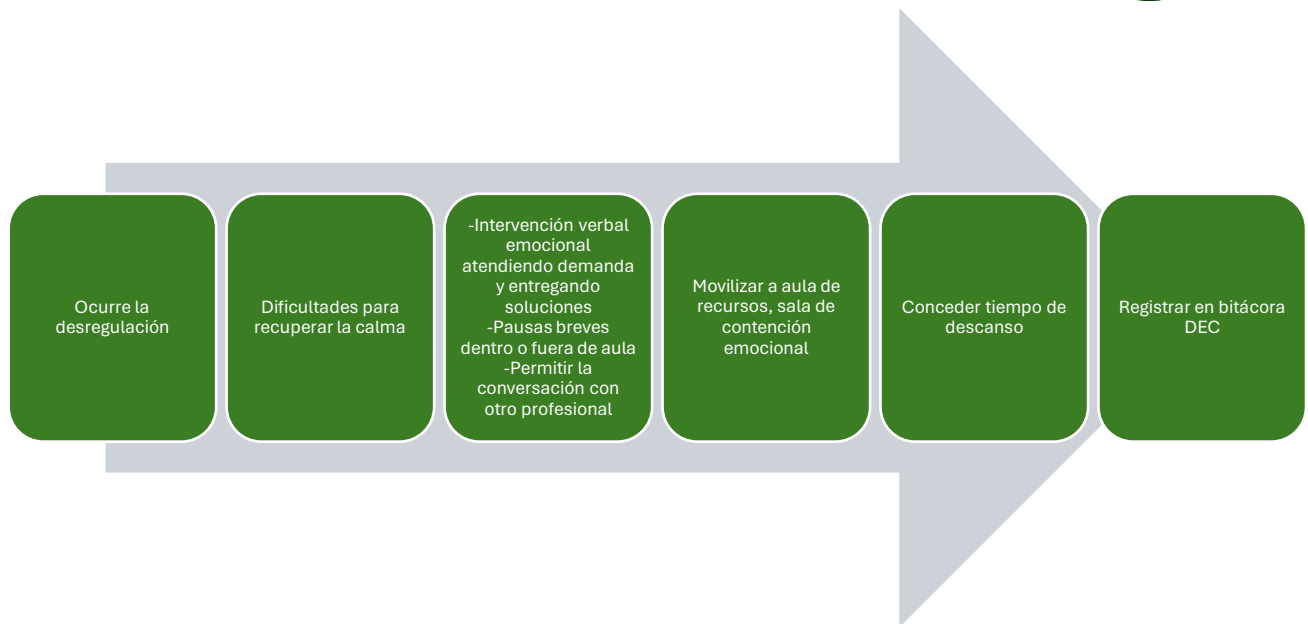 Ocurre la
desregulación
Dificultades para
recuperar la calma
-Intervención verbal
emocional
atendiendo demanda
y entregando
soluciones
-Pausas breves
dentro o fuera de aula
-Permitir la
conversación con
otro profesional
Movilizar a aula de
recursos, sala de
contención
emocional
Conceder tiempo de
descanso
Registrar en bitácora
DEC